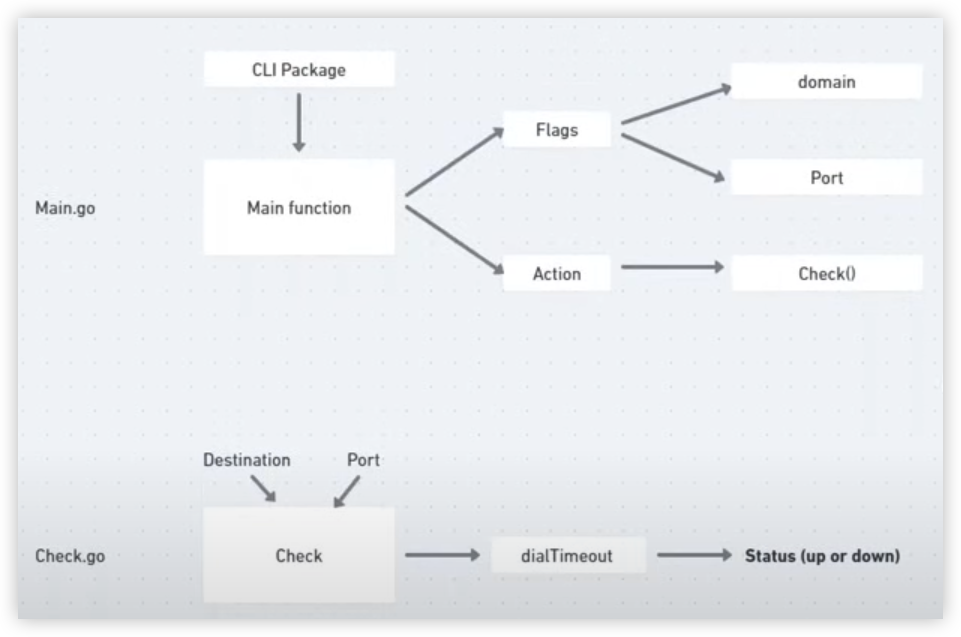 CLI Package
domain
Flags
Port
Main.go
Main function
Action
Check()
Destination
Port
Check.go
Check
dialTimeout
Status (up or down)